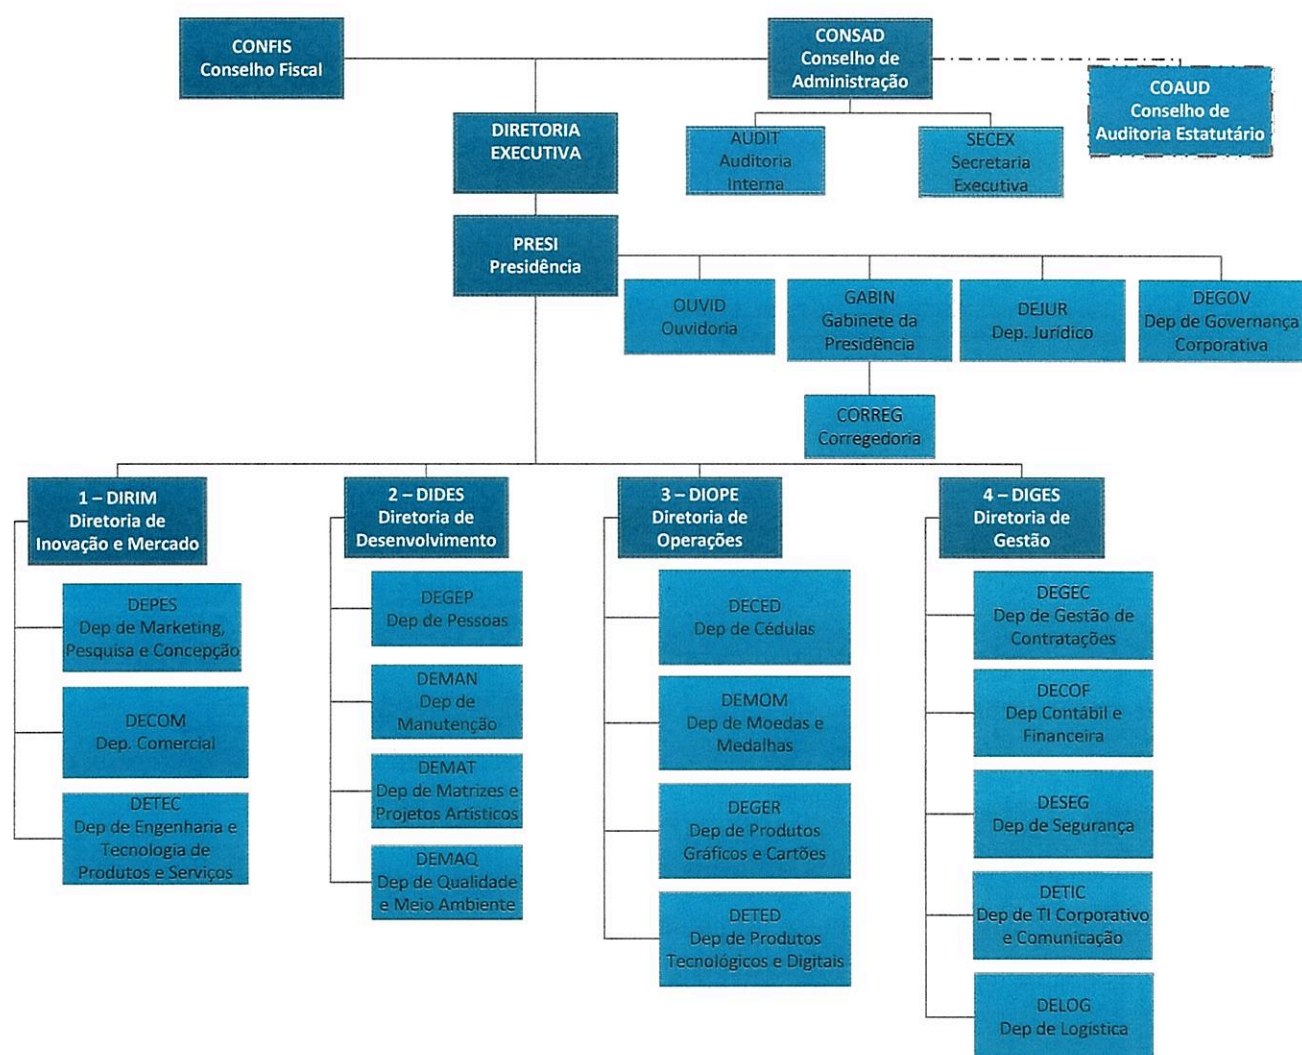 CONFIS
Conselho Fiscal
CONSAD
Conselho de
Administração
COAUD
Conselho de
Auditoria Estatutário
DIRETORIA
EXECUTIVA
AUDIT
Auditoria
Interna
SECEX
Secretaria
Executiva
PRESI
Presidência
OUVID
Ouvidoria
GABIN
Gabinete da
Presidência
DEJUR
Dep. Jurídico
DEGOV
Dep de Governança
Corporativa
CORREG
Corregedoria
1 – DIRIM
Diretoria de
Inovação e Mercado
DEPES
Dep de Marketing,
Pesquisa e Concepção
DECOM
Dep. Comercial
DETEC
Dep de Engenharia e
Tecnologia de
Produtos e Serviços
2 – DIDES
Diretoria de
Desenvolvimento
DEGEP
Dep de Pessoas
DEMAN
Dep de
Manutenção
DEMAT
Dep de Matrizes e
Projetos Artísticos
DEMAQ
Dep de Qualidade
e Meio Ambiente
3 – DIOPE
Diretoria de
Operações
DECED
Dep de Cédulas
DEMOM
Dep de Moedas e
Medalhas
DEGER
Dep de Produtos
Gráficos e Cartões
DETED
Dep de Produtos
Tecnológicos e Digitais
4 – DIGES
Diretoria de
Gestão
DEGEC
Dep de Gestão de
Contratações
DECOF
Dep Contábil e
Financeira
DESEG
Dep de Segurança
DETIC
Dep de TI Corporativo
e Comunicação
DELOG
Dep de Logística